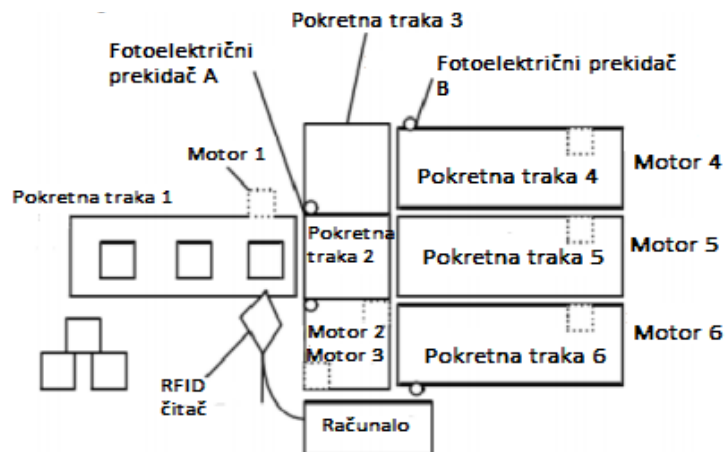 Pokretna traka 3
Fotoelektrični
prekidač A
Fotoelektrični prekidač
B
Motor 1
Pokretna traka 1
Pokretna traka 4
Motor 4
Pokretna
traka 2
Pokretna traka 5
Motor 5
Motor 2
Motor 3
Pokretna traka 6
Motor 6
RFID
čitač
Računalo